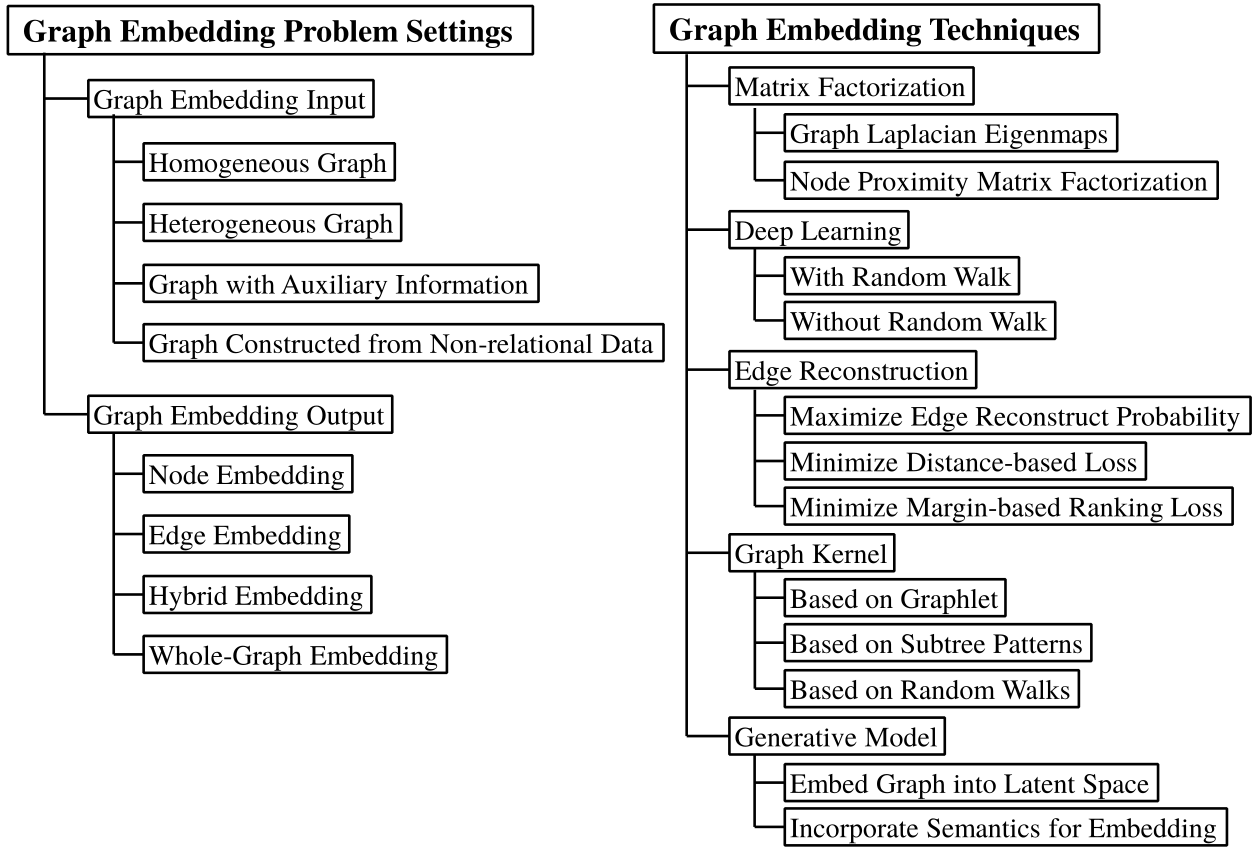 Graph Embedding Problem Settings
Graph Embedding Input
Homogeneous Graph
Heterogeneous Graph
Graph with Auxiliary Information
Graph Constructed from Non-relational Data
Graph Embedding Output
Node Embedding
Edge Embedding
Hybrid Embedding
Whole-Graph Embedding
Graph Embedding Techniques
Matrix Factorization
Graph Laplacian Eigenmaps
Node Proximity Matrix Factorization
Deep Learning
With Random Walk
Without Random Walk
Edge Reconstruction
Maximize Edge Reconstruct Probability
Minimize Distance-based Loss
Minimize Margin-based Ranking Loss
Graph Kernel
Based on Graphlet
Based on Subtree Patterns
Based on Random Walks
Generative Model
Embed Graph into Latent Space
Incorporate Semantics for Embedding